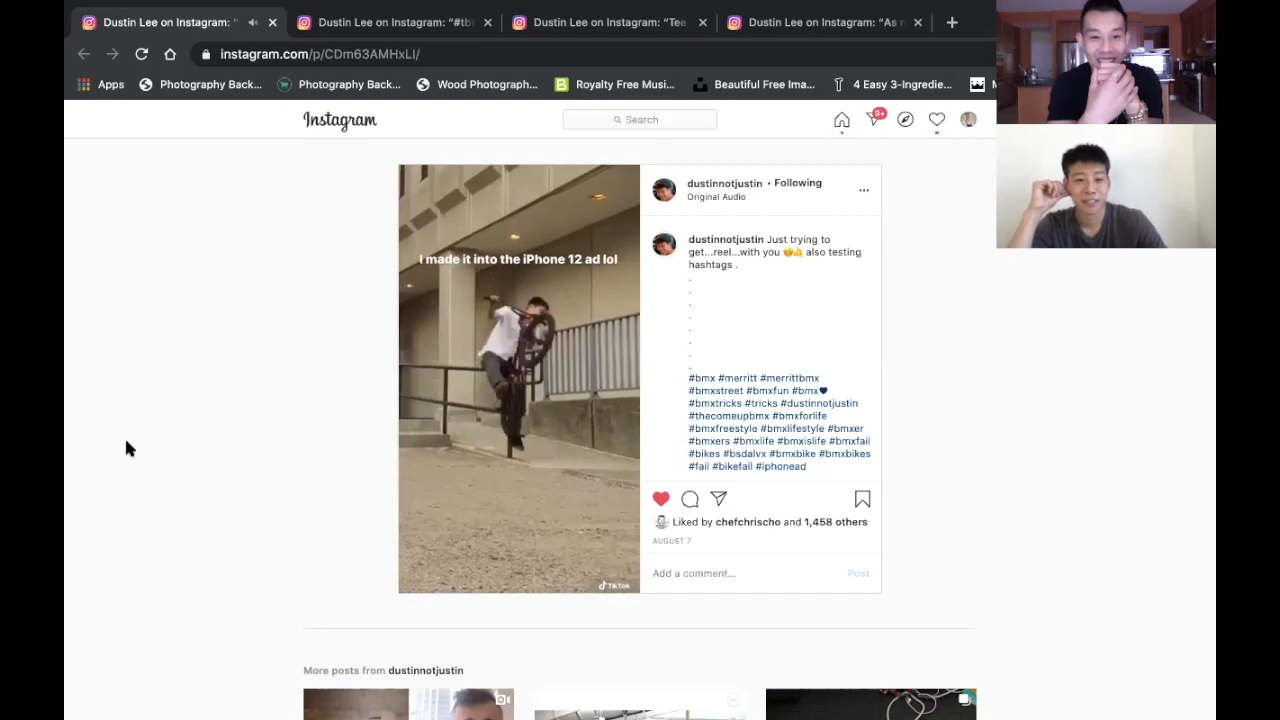 Dustin Lee on Instagram: "
Dustin Lee on Instagram: "#tbt
Dustin Lee on Instagram: "Tee
Dustin Lee on Instagram: "As n
instagram.com/p/CDm63AMHxLI/
Apps
Photography Back...
Photography Back...
Work — Photograph...
Royalty Free Musi...
Beautiful Free Ima...
4 Easy 3-Ingredie...
Instagram
Search
9+
dustinnotjustin • Following
Original Audio
I made it into the iPhone 12 ad lol
TikTok
dustinnotjustin Just trying to
get...reel...with you 😏🤙 also testing
hashtags .
.
.
.
.
.
.
.
.
#bmx #merritt #merrittbmx
#bmxstreet #bmxfun #bmx🖤
#bmxtricks #tricks #dustinnotjustin
#thecomeupbmx #bmxforlife
#bmxfreestyle #bmxlifestyle #bmxer
#bmxers #bmxlife #bmxislife #bmxfail
#bikes #bsdalvx #bmxbike #bmxbikes
#fail #bikefail #iphonead
Liked by chefchrischo and 1,458 others
AUGUST 7
Add a comment...
Post
More posts from dustinnotjustin